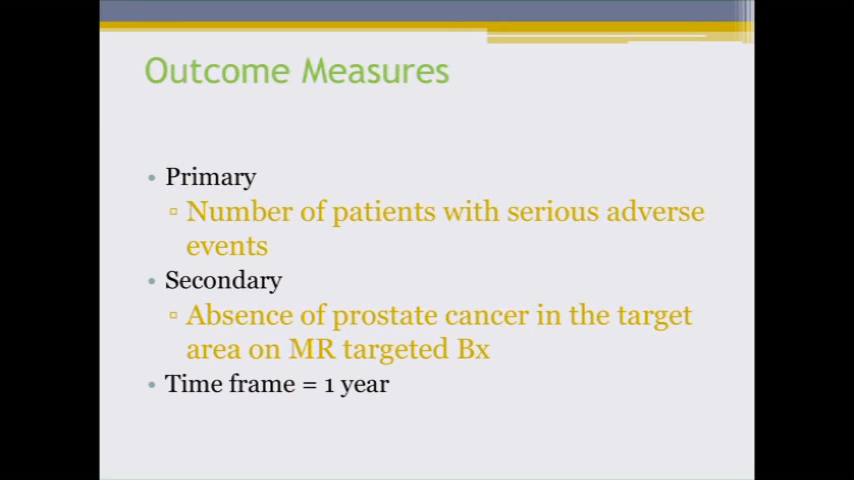 Outcome Measures
• Primary
▫ Number of patients with serious adverse
events
• Secondary
▫ Absence of prostate cancer in the target
area on MR targeted Bx
• Time frame = 1 year